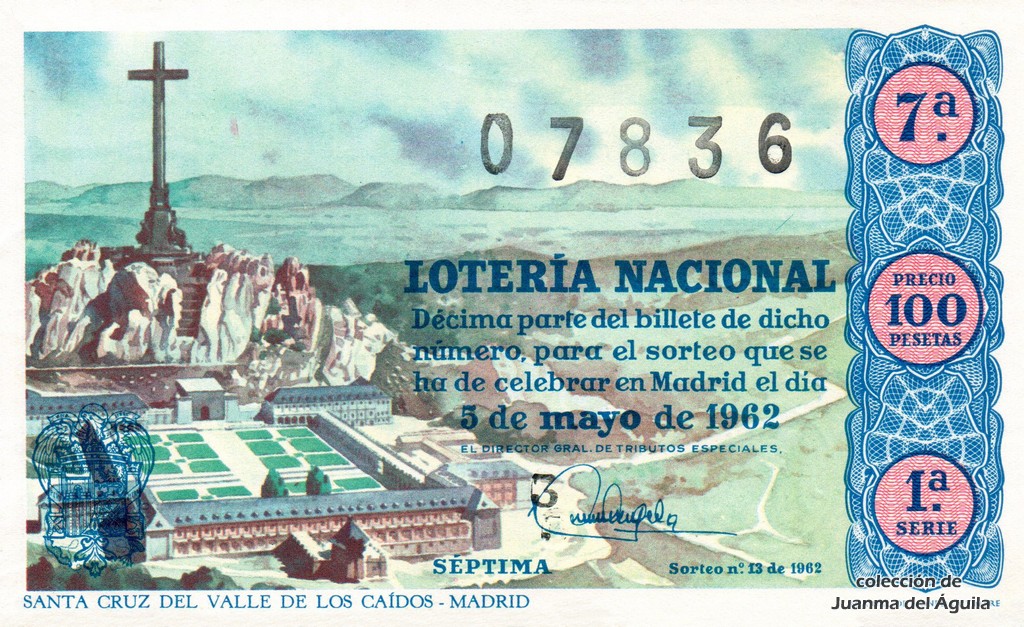 07836
7ª.
LOTERÍA NACIONAL
Décima parte del billete de dicho
número, para el sorteo que se
ha de celebrar en Madrid el día
5 de mayo de 1962
EL DIRECTOR GRAL. DE TRIBUTOS ESPECIALES,
PRECIO
100
PESETAS
1.ª
SERIE
3
SÉPTIMA
Sorteo n.º 13 de 1962
SANTA CRUZ DEL VALLE DE LOS CAÍDOS - MADRID
colección de
Juanma del Águila